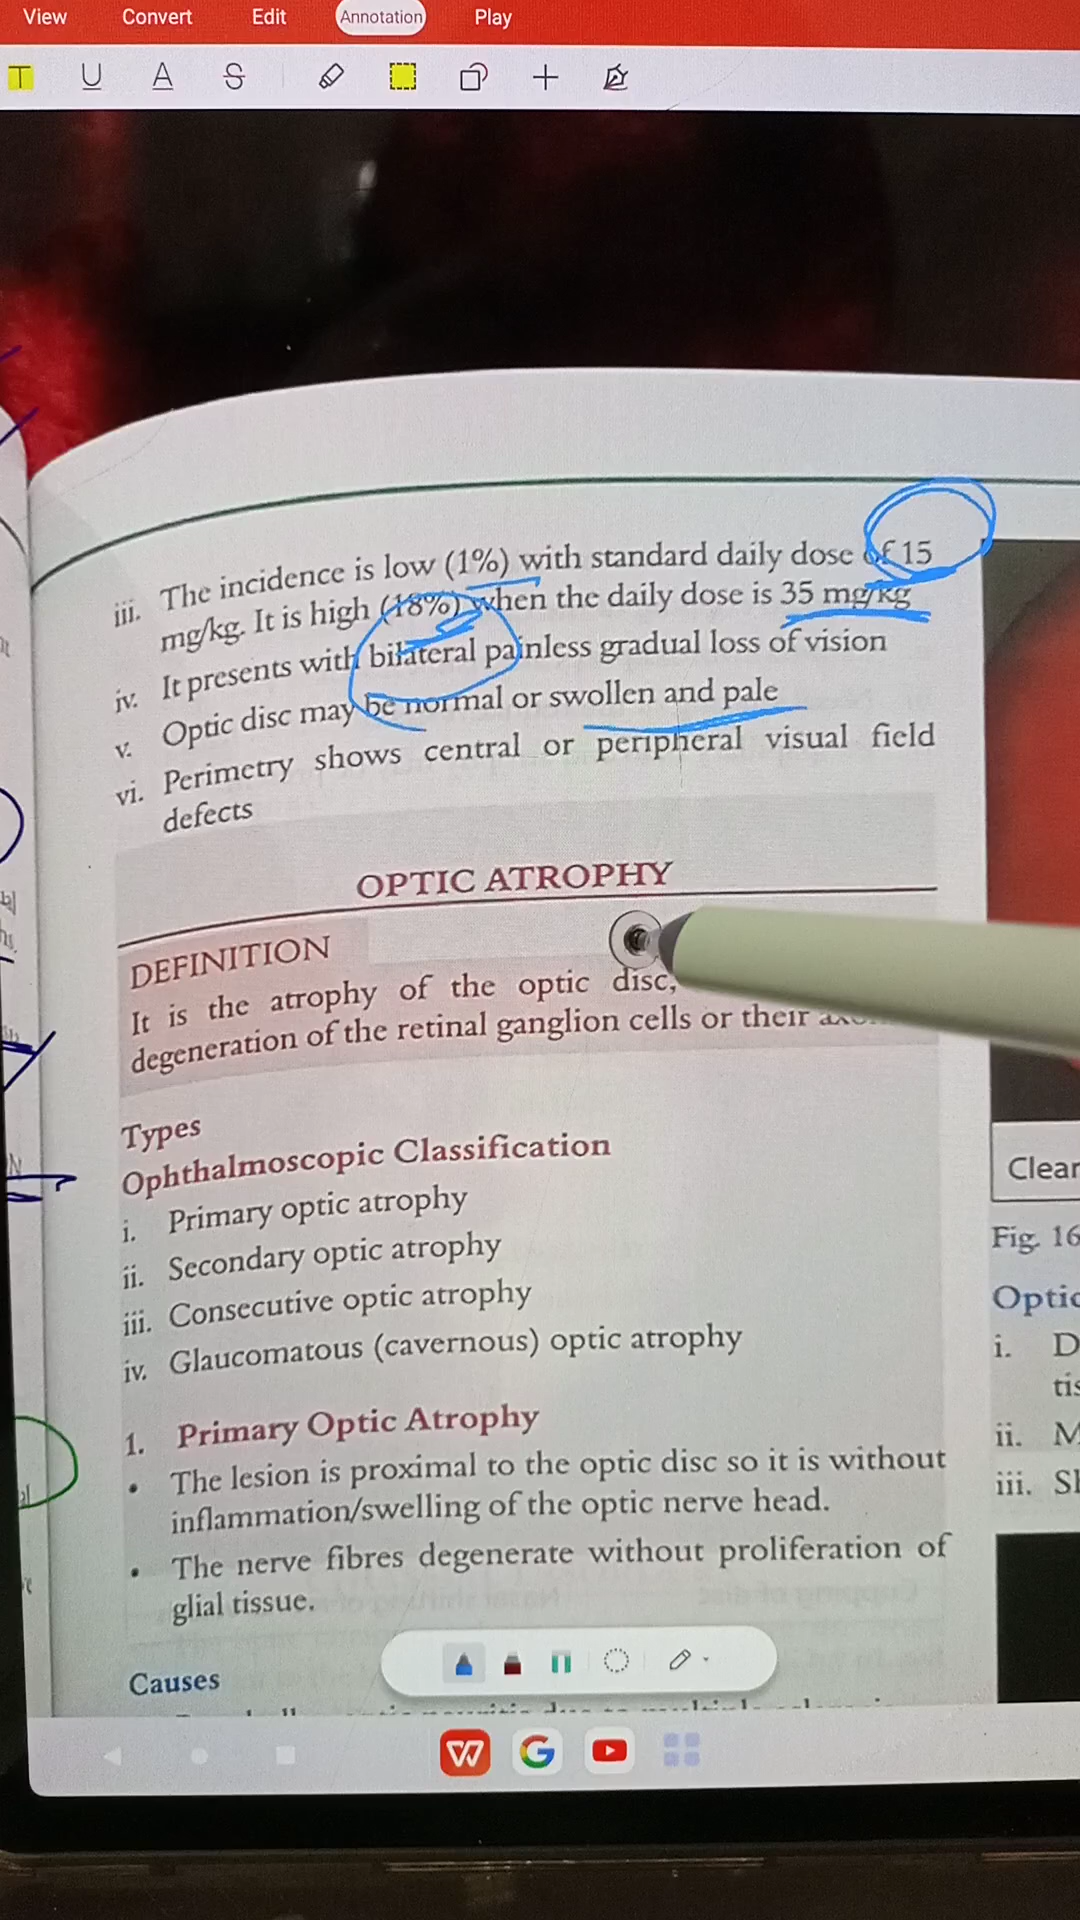 View Convert Edit Annotation Play
T U A S
iii. The incidence is low (1%) with standard daily dose of 15
mg/kg. It is high (18%) when the daily dose is 35 mg/kg
iv. It presents with bilateral painless gradual loss of vision
v. Optic disc may be normal or swollen and pale
vi. Perimetry shows central or peripheral visual field
defects
OPTIC ATROPHY
DEFINITION
It is the atrophy of the optic disc,
degeneration of the retinal ganglion cells or their
Types
Ophthalmoscopic Classification
i. Primary optic atrophy
ii. Secondary optic atrophy
iii. Consecutive optic atrophy
iv. Glaucomatous (cavernous) optic atrophy
1. Primary Optic Atrophy
• The lesion is proximal to the optic disc so it is without
inflammation/swelling of the optic nerve head.
• The nerve fibres degenerate without proliferation of
glial tissue.
Causes
Clear
Fig. 16
Optic
i. D
tis
ii. M
iii.